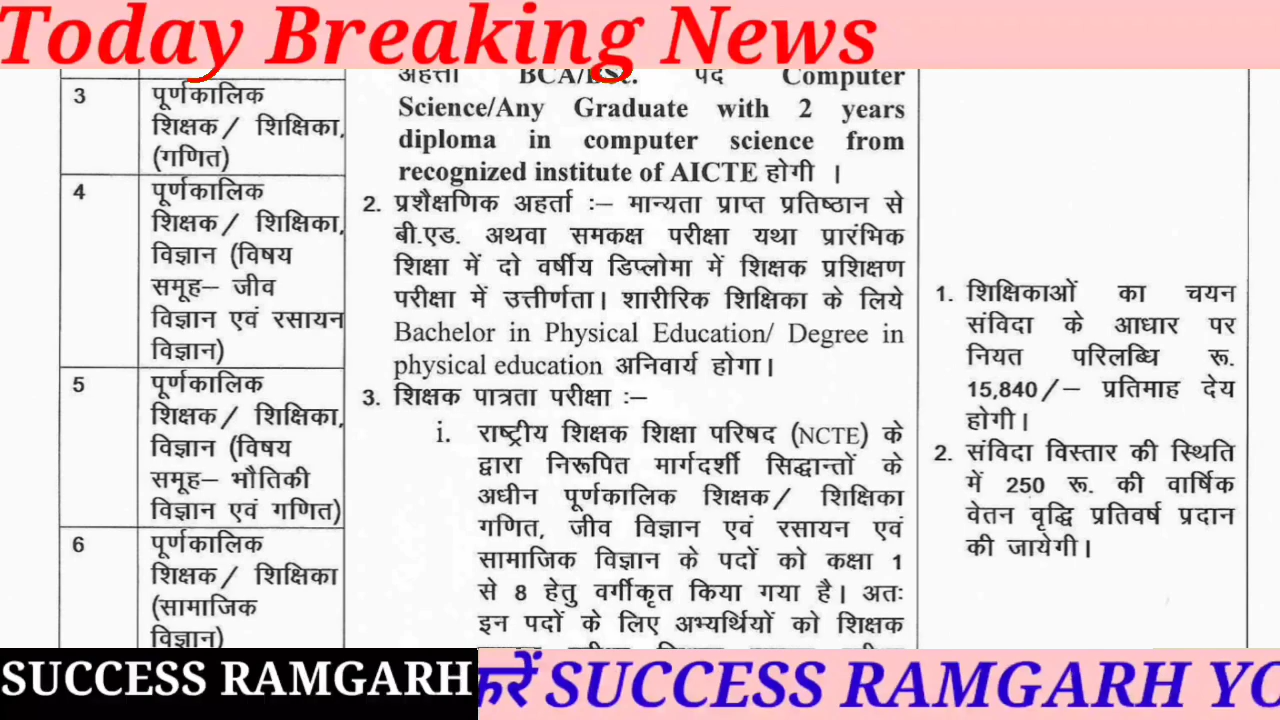 Today Breaking News
3
पूर्णकालिक
शिक्षक / शिक्षिका,
(गणित)
4
पूर्णकालिक
शिक्षक / शिक्षिका,
विज्ञान (विषय
समूह– जीव
विज्ञान एवं रसायन
विज्ञान)
5
पूर्णकालिक
शिक्षक / शिक्षिका,
विज्ञान (विषय
समूह– भौतिकी
विज्ञान एवं गणित)
6
पूर्णकालिक
शिक्षक / शिक्षिका
(सामाजिक
विज्ञान)
अर्हत्ता BCA/BSc. पद Computer
Science/Any Graduate with 2 years
diploma in computer science from
recognized institute of AICTE होगी ।
2. प्रशैक्षणिक अहर्ता :– मान्यता प्राप्त प्रतिष्ठान से
बी.एड. अथवा समकक्ष परीक्षा यथा प्रारंभिक
शिक्षा में दो वर्षीय डिप्लोमा में शिक्षक प्रशिक्षण
परीक्षा में उत्तीर्णता। शारीरिक शिक्षिका के लिये
Bachelor in Physical Education/ Degree in
physical education अनिवार्य होगा।
3. शिक्षक पात्रता परीक्षा :–
i. राष्ट्रीय शिक्षक शिक्षा परिषद (NCTE) के
द्वारा निरूपित मार्गदर्शी सिद्धान्तों के
अधीन पूर्णकालिक शिक्षक / शिक्षिका
गणित, जीव विज्ञान एवं रसायन एवं
सामाजिक विज्ञान के पदों को कक्षा 1
से 8 हेतु वर्गीकृत किया गया है। अतः
इन पदों के लिए अभ्यर्थियों को शिक्षक
1. शिक्षिकाओं का चयन
संविदा के आधार पर
नियत परिलब्धि रू.
15,840 /– प्रतिमाह देय
होगी।
2. संविदा विस्तार की स्थिति
में 250 रू. की वार्षिक
वेतन वृद्धि प्रतिवर्ष प्रदान
की जायेगी।
SUCCESS RAMGARH
करें SUCCESS RAMGARH YO